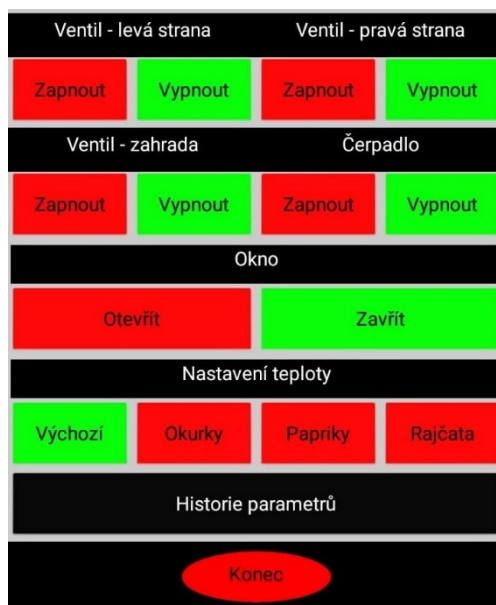 Ventil - levá strana Ventil - pravá strana
Zapnout Vypnout Zapnout Vypnout
Ventil - zahrada Čerpadlo
Zapnout Vypnout Zapnout Vypnout
Okno
Otevřít Zavřít
Nastavení teploty
Výchozí Okurky Papriky Rajčata
Historie parametrů
Konec